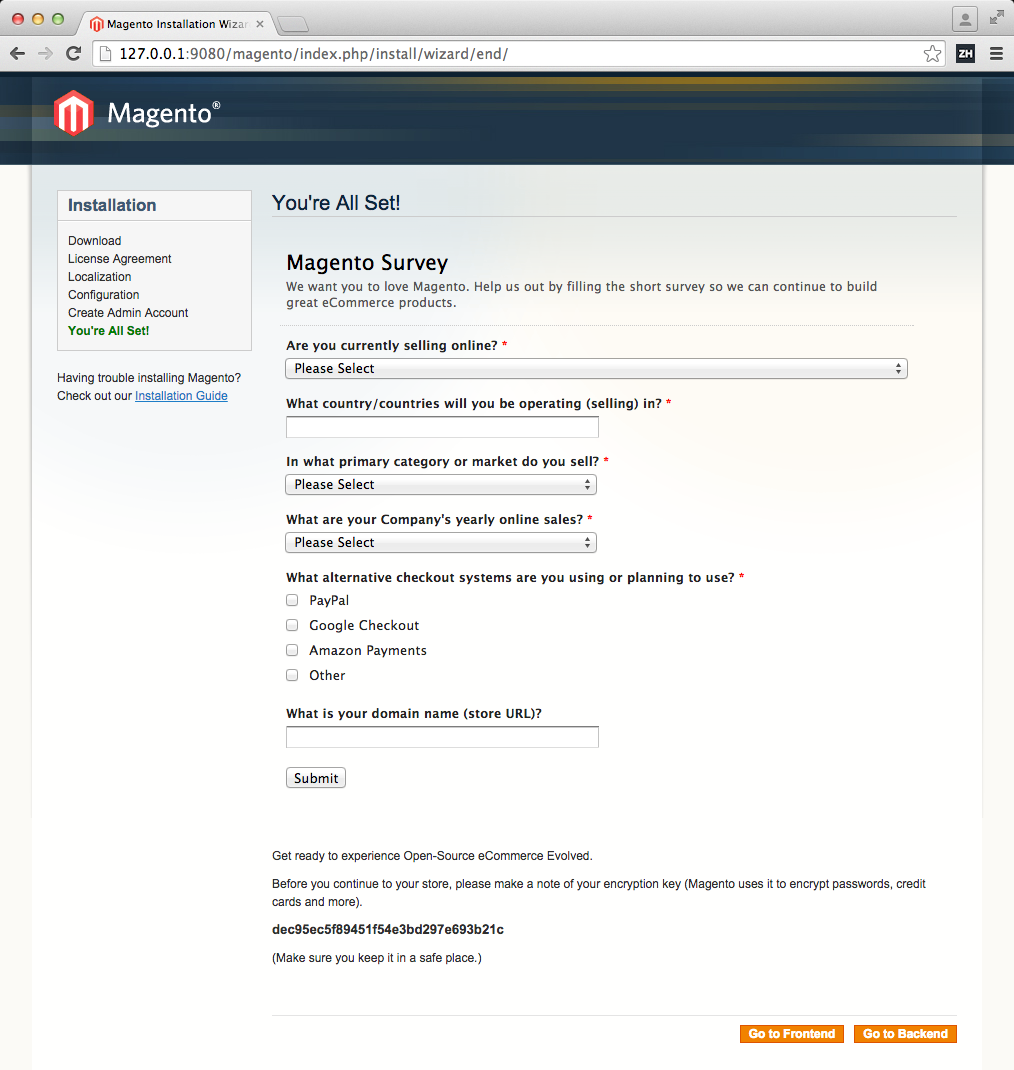 Magento Installation Wizar
127.0.0.1:9080/magento/index.php/install/wizard/end/
ZH
Magento®
Installation
Download
License Agreement
Localization
Configuration
Create Admin Account
You're All Set!
Having trouble installing Magento?
Check out our Installation Guide
You're All Set!
Magento Survey
We want you to love Magento. Help us out by filling the short survey so we can continue to build
great eCommerce products.
Are you currently selling online? *
Please Select
What country/countries will you be operating (selling) in? *
In what primary category or market do you sell? *
Please Select
What are your Company's yearly online sales? *
Please Select
What alternative checkout systems are you using or planning to use? *
PayPal
Google Checkout
Amazon Payments
Other
What is your domain name (store URL)?
Submit
Get ready to experience Open-Source eCommerce Evolved.
Before you continue to your store, please make a note of your encryption key (Magento uses it to encrypt passwords, credit
cards and more).
dec95ec5f89451f54e3bd297e693b21c
(Make sure you keep it in a safe place.)
Go to Frontend
Go to Backend